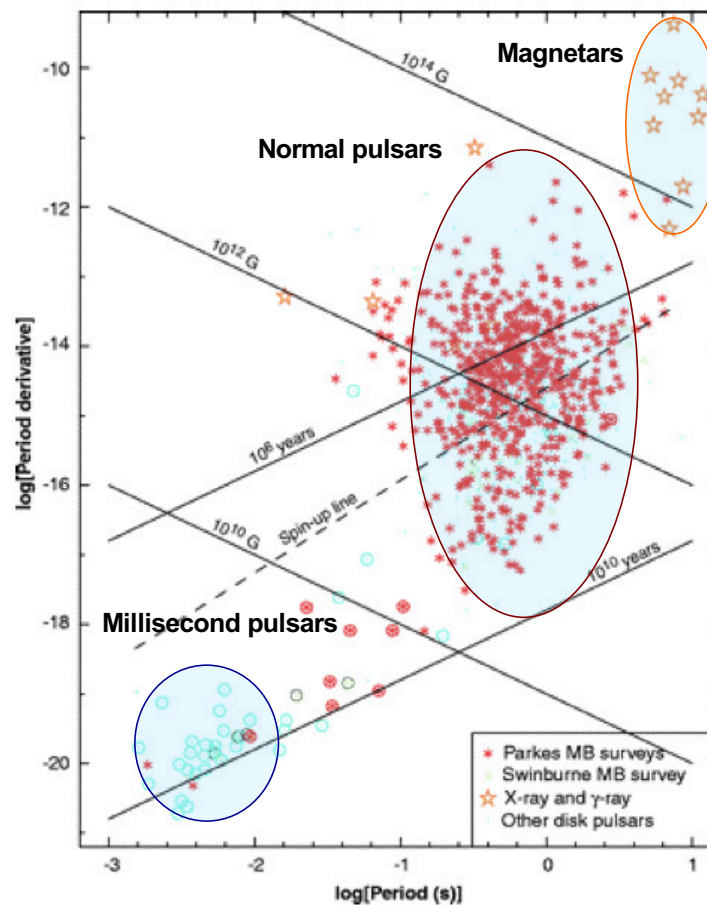 Magnetars
10¹⁴ G
Normal pulsars
10¹² G
10⁶ years
Spin-up line
10¹⁰ G
10¹⁰ years
Millisecond pulsars
Parkes MB surveys
Swinburne MB survey
X-ray and γ-ray
Other disk pulsars
log[Period derivative]
-10
-12
-14
-16
-18
-20
-3
-2
-1
0
1
log[Period (s)]